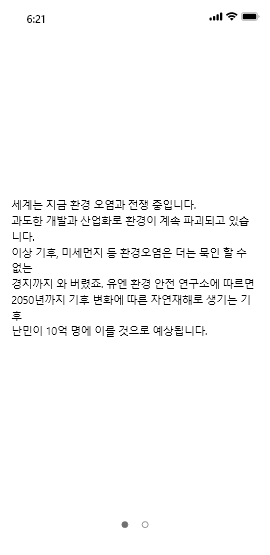 6:21
세계는 지금 환경 오염과 전쟁 중입니다.
과도한 개발과 산업화로 환경이 계속 파괴되고 있습
니다.
이상 기후, 미세먼지 등 환경오염은 더는 묵인 할 수
없는
경지까지 와 버렸죠. 유엔 환경 안전 연구소에 따르면
2050년까지 기후 변화에 따른 자연재해로 생기는 기
후
난민이 10억 명에 이를 것으로 예상됩니다.